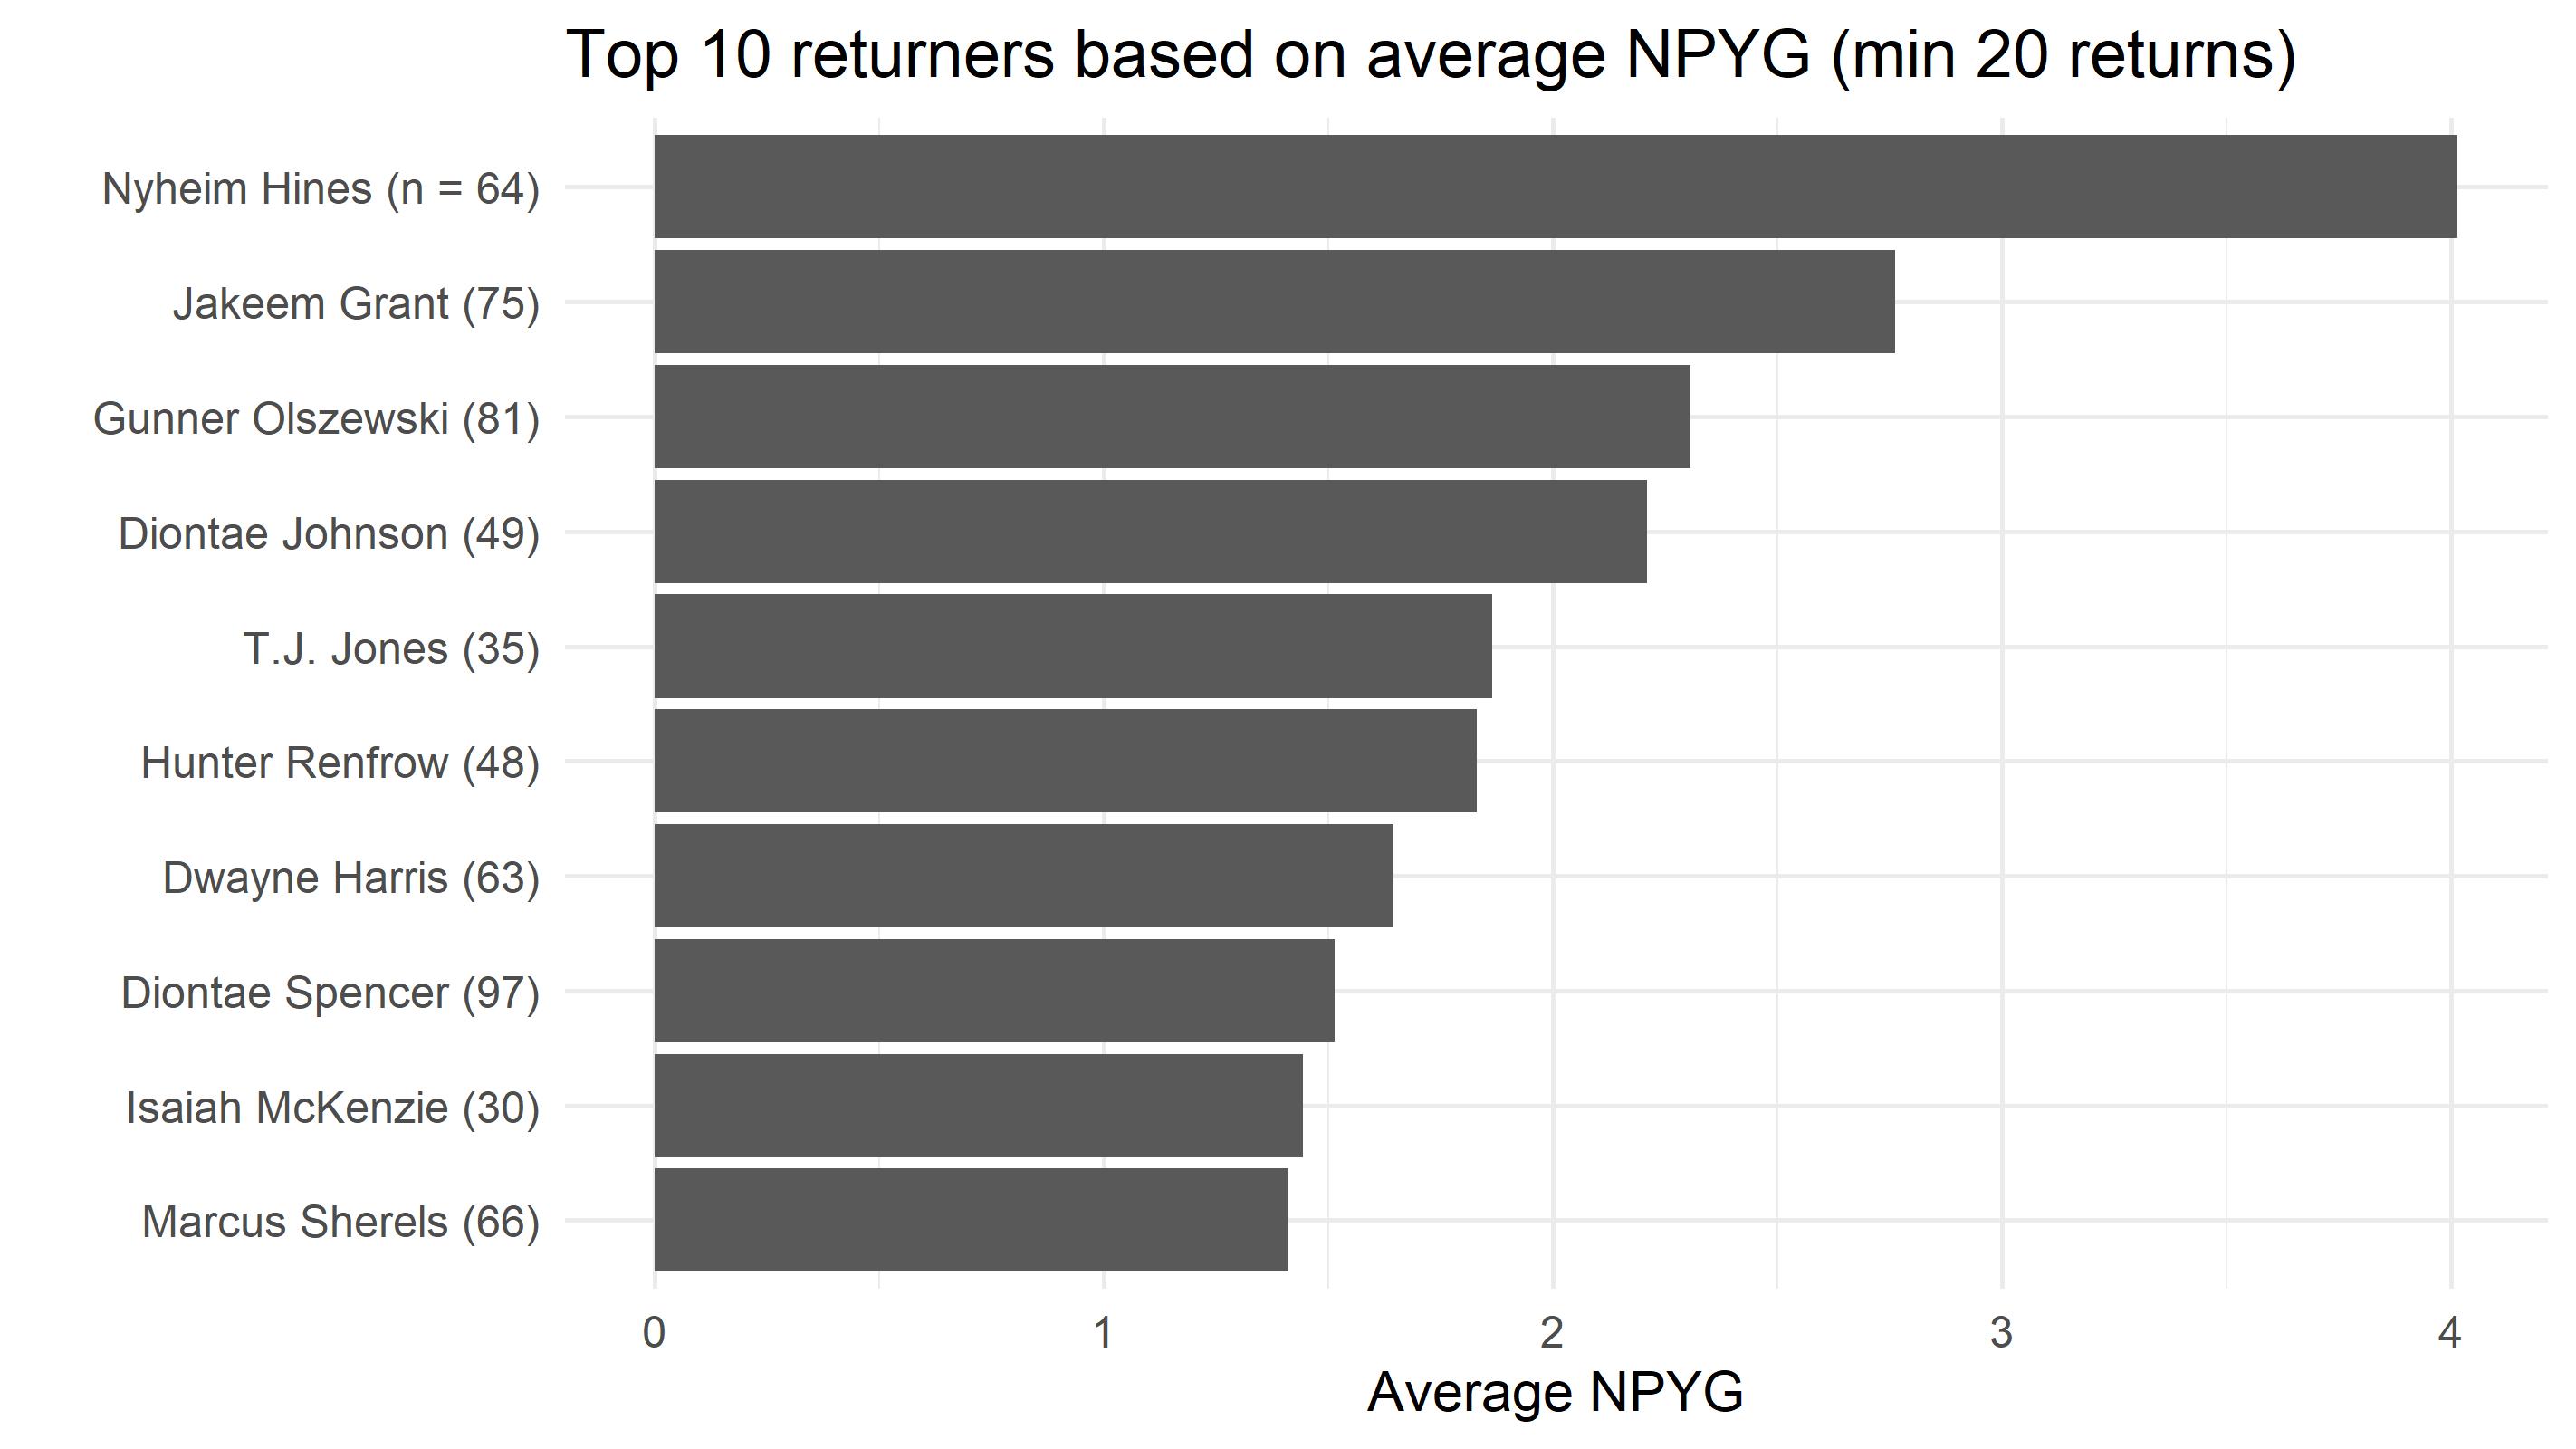 Top 10 returners based on average NPYG (min 20 returns)
Nyheim Hines (n = 64)
Jakeem Grant (75)
Gunner Olszewski (81)
Diontae Johnson (49)
T.J. Jones (35)
Hunter Renfrow (48)
Dwayne Harris (63)
Diontae Spencer (97)
Isaiah McKenzie (30)
Marcus Sherels (66)
0 1 2 3 4
Average NPYG